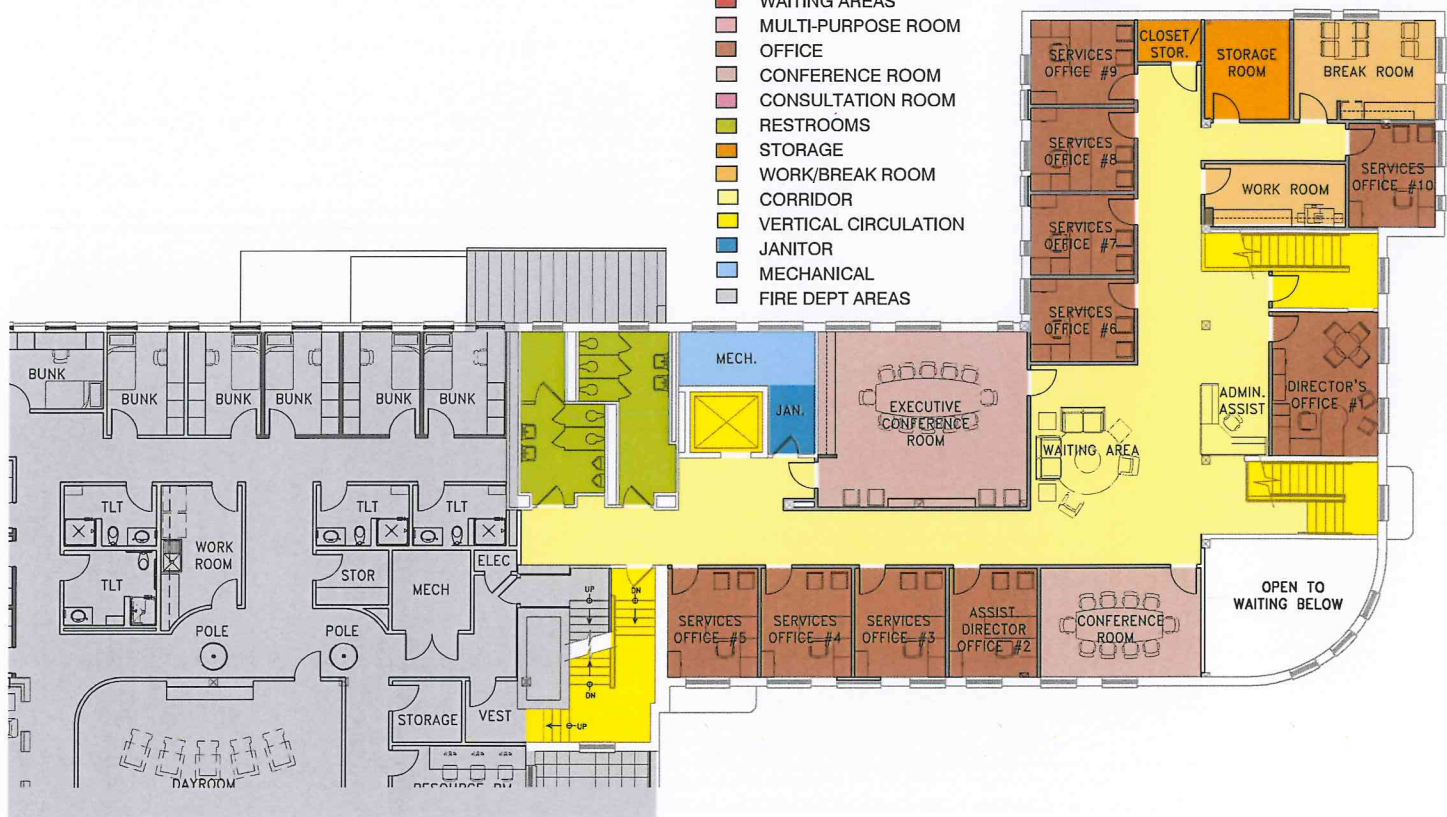 WAITING AREAS
MULTI-PURPOSE ROOM
OFFICE
CONFERENCE ROOM
CONSULTATION ROOM
RESTROOMS
STORAGE
WORK/BREAK ROOM
CORRIDOR
VERTICAL CIRCULATION
JANITOR
MECHANICAL
FIRE DEPT AREAS
SERVICES
OFFICE #9
CLOSET/
STOR.
STORAGE
ROOM
BREAK ROOM
SERVICES
OFFICE #8
WORK ROOM
SERVICES
OFFICE #10
SERVICES
OFFICE #7
SERVICES
OFFICE #6
MECH.
JAN.
EXECUTIVE
CONFERENCE
ROOM
WAITING AREA
ADMIN.
ASSIST
DIRECTOR'S
OFFICE #1
BUNK
BUNK
BUNK
BUNK
BUNK
BUNK
TLT
TLT
TLT
WORK
ROOM
TLT
STOR
MECH
ELEC
UP
DN
SERVICES
OFFICE #5
SERVICES
OFFICE #4
SERVICES
OFFICE #3
ASSIST.
DIRECTOR
OFFICE #2
CONFERENCE
ROOM
OPEN TO
WAITING BELOW
POLE
POLE
DN
STORAGE
VEST
UP
DAYROOM
RESOURCE RM